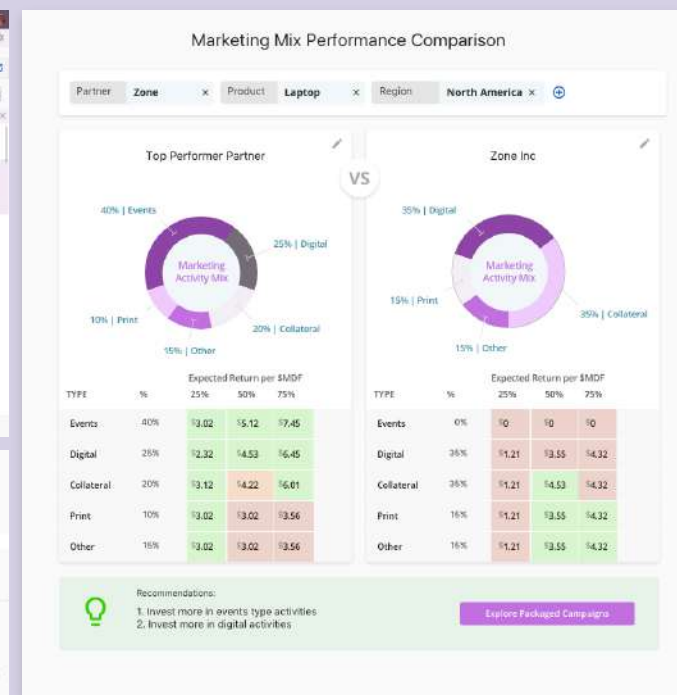 Marketing Mix Performance Comparison
Partner Zone × Product Laptop × Region North America ×
Top Performer Partner
40% | Events
25% | Digital
Marketing
Activity Mix
10% | Print
20% | Collateral
15% | Other
Expected Return per $MDF
TYPE % 25% 50% 75%
Events 40% $3.02 $5.12 $7.45
Digital 25% $2.32 $4.53 $6.45
Collateral 20% $3.12 $4.22 $6.01
Print 10% $3.02 $3.02 $3.56
Other 15% $3.02 $3.02 $3.56
VS
Zone Inc
35% | Digital
Marketing
Activity Mix
15% | Print
35% | Collateral
15% | Other
Expected Return per $MDF
TYPE % 25% 50% 75%
Events 0% $0 $0 $0
Digital 35% $1.21 $3.55 $4.32
Collateral 35% $1.21 $4.53 $4.32
Print 15% $1.21 $3.55 $4.32
Other 15% $1.21 $3.55 $4.32
Recommendations:
1. Invest more in events type activities
2. Invest more in digital activities
Explore Packaged Campaigns